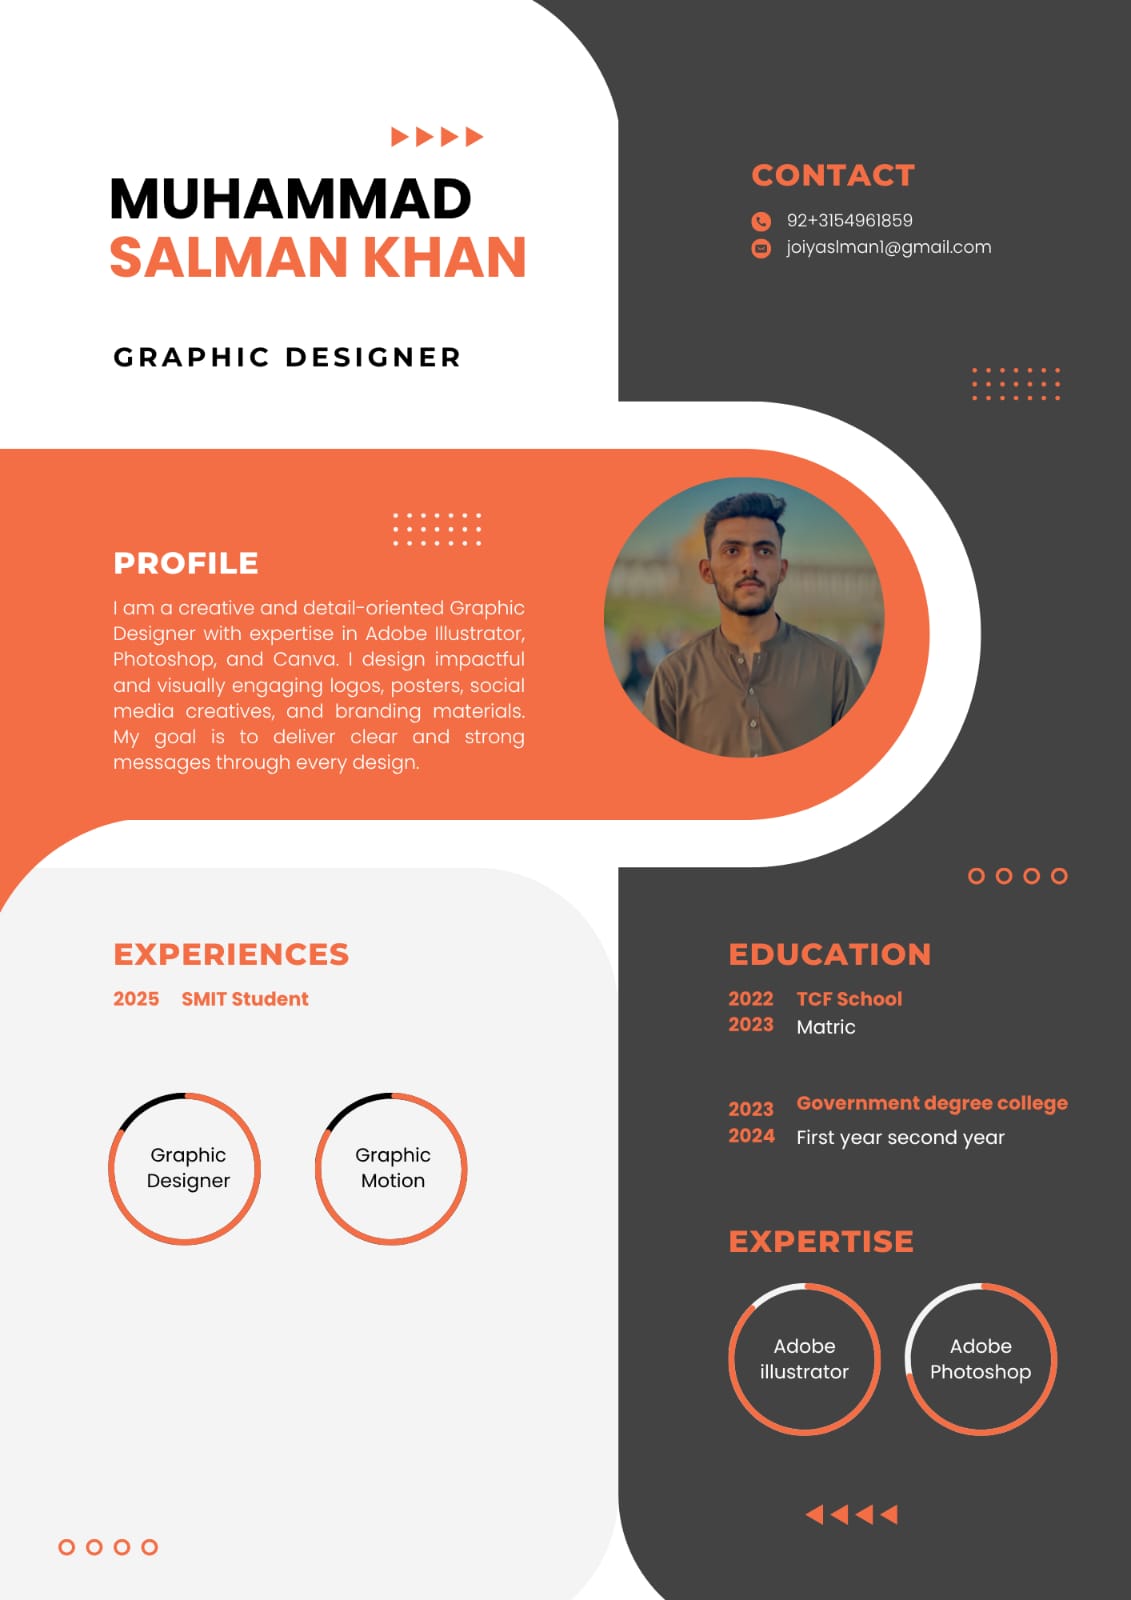 MUHAMMAD
SALMAN KHAN
GRAPHIC DESIGNER
CONTACT
92+3154961859
joiyaslman1@gmail.com
PROFILE
I am a creative and detail-oriented Graphic
Designer with expertise in Adobe Illustrator,
Photoshop, and Canva. I design impactful
and visually engaging logos, posters, social
media creatives, and branding materials.
My goal is to deliver clear and strong
messages through every design.
EXPERIENCES
2025 SMIT Student
Graphic
Designer
Graphic
Motion
EDUCATION
2022 TCF School
2023 Matric
2023 Government degree college
2024 First year second year
EXPERTISE
Adobe
illustrator
Adobe
Photoshop